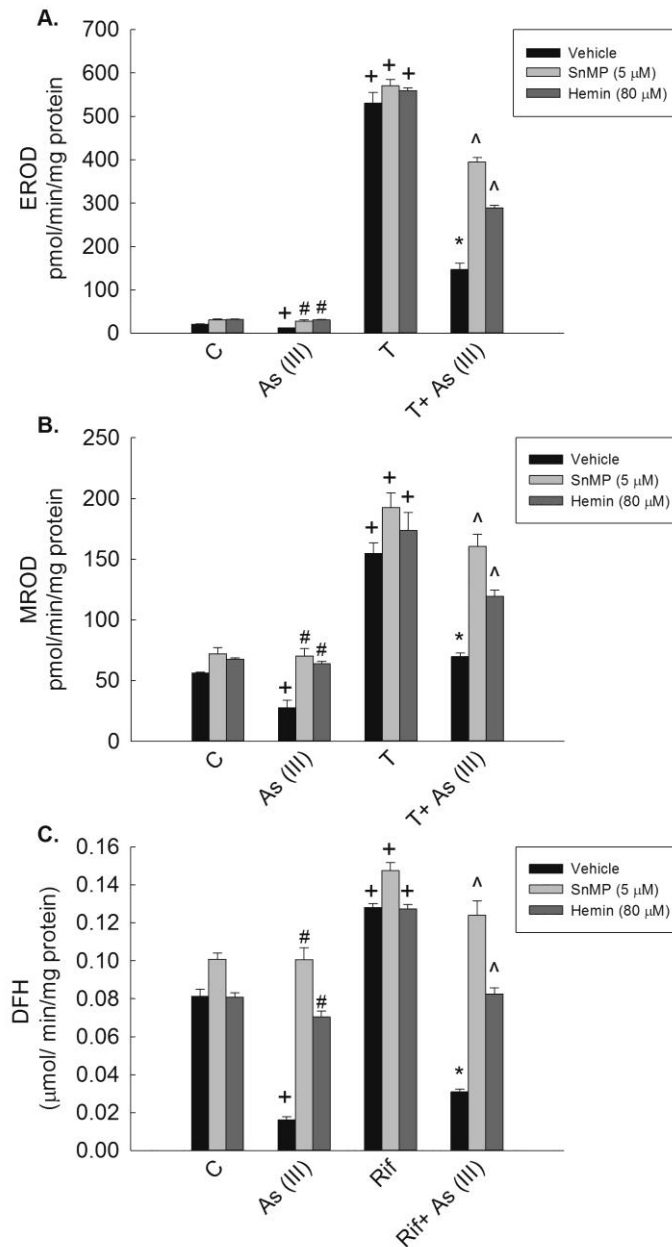 A.
700
600
500
400
300
200
100
0
EROD
pmol/min/mg protein
+ # #
+ + +
* ^ ^
C As (III) T T+ As (III)
Vehicle
SnMP (5 μM)
Hemin (80 μM)
B.
250
200
150
100
50
0
MROD
pmol/min/mg protein
+ # #
+ + +
* ^ ^
C As (III) T T+ As (III)
Vehicle
SnMP (5 μM)
Hemin (80 μM)
C.
0.16
0.14
0.12
0.10
0.08
0.06
0.04
0.02
0.00
DFH
(μmol/ min/mg protein)
+ # #
+ + +
* ^ ^
C As (III) Rif Rif+ As (III)
Vehicle
SnMP (5 μM)
Hemin (80 μM)